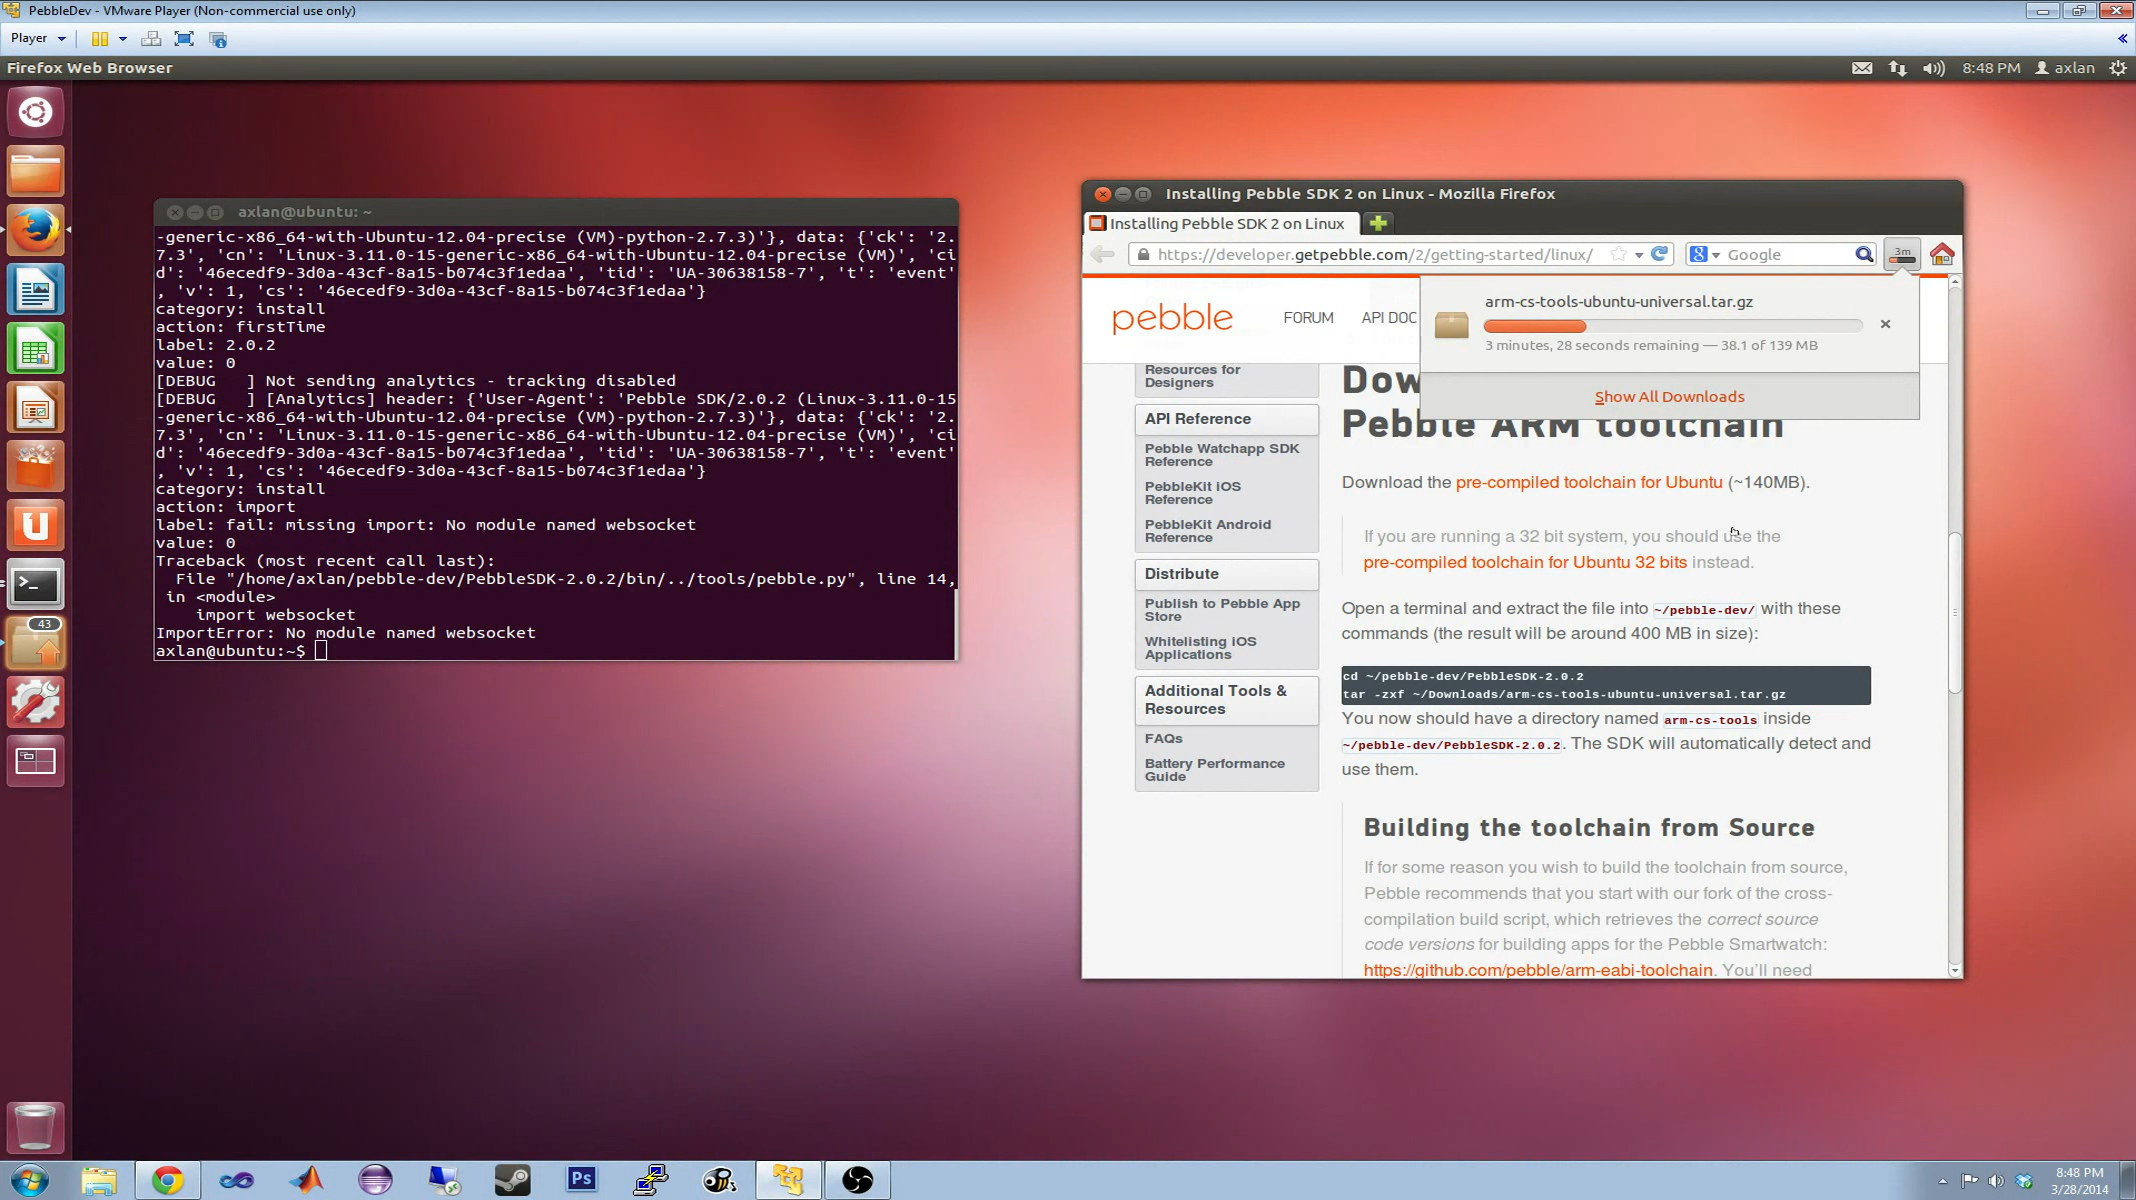 PebbleDev - VMware Player (Non-commercial use only)
Player
Firefox Web Browser
8:48 PM
axlan
axlan@ubuntu: ~
-generic-x86_64-with-Ubuntu-12.04-precise (VM)-python-2.7.3)'}, data: {'ck': '2.
7.3', 'cn': 'Linux-3.11.0-15-generic-x86_64-with-Ubuntu-12.04-precise (VM)', 'ci
d': '46ecedf9-3d0a-43cf-8a15-b074c3f1edaa', 'tid': 'UA-30638158-7', 't': 'event'
, 'v': 1, 'cs': '46ecedf9-3d0a-43cf-8a15-b074c3f1edaa'}
category: install
action: firstTime
label: 2.0.2
value: 0
[DEBUG   ] Not sending analytics - tracking disabled
[DEBUG   ] [Analytics] header: {'User-Agent': 'Pebble SDK/2.0.2 (Linux-3.11.0-15
-generic-x86_64-with-Ubuntu-12.04-precise (VM)-python-2.7.3)'}, data: {'ck': '2.
7.3', 'cn': 'Linux-3.11.0-15-generic-x86_64-with-Ubuntu-12.04-precise (VM)', 'ci
d': '46ecedf9-3d0a-43cf-8a15-b074c3f1edaa', 'tid': 'UA-30638158-7', 't': 'event'
, 'v': 1, 'cs': '46ecedf9-3d0a-43cf-8a15-b074c3f1edaa'}
category: install
action: import
label: fail: missing import: No module named websocket
value: 0
Traceback (most recent call last):
  File "/home/axlan/pebble-dev/PebbleSDK-2.0.2/bin/../tools/pebble.py", line 14,
 in <module>
    import websocket
ImportError: No module named websocket
axlan@ubuntu:~$
Installing Pebble SDK 2 on Linux - Mozilla Firefox
Installing Pebble SDK 2 on Linux
https://developer.getpebble.com/2/getting-started/linux/
Google
3m
pebble
FORUM
API DOC
arm-cs-tools-ubuntu-universal.tar.gz
3 minutes, 28 seconds remaining — 38.1 of 139 MB
Show All Downloads
Resources for
Designers
API Reference
Pebble Watchapp SDK
Reference
PebbleKit iOS
Reference
PebbleKit Android
Reference
Distribute
Publish to Pebble App
Store
Whitelisting iOS
Applications
Additional Tools &
Resources
FAQs
Battery Performance
Guide
Dow
Pebble ARM toolchain
Download the pre-compiled toolchain for Ubuntu (~140MB).
If you are running a 32 bit system, you should use the
pre-compiled toolchain for Ubuntu 32 bits instead.
Open a terminal and extract the file into ~/pebble-dev/ with these
commands (the result will be around 400 MB in size):
cd ~/pebble-dev/PebbleSDK-2.0.2
tar -zxf ~/Downloads/arm-cs-tools-ubuntu-universal.tar.gz
You now should have a directory named arm-cs-tools inside
~/pebble-dev/PebbleSDK-2.0.2. The SDK will automatically detect and
use them.
Building the toolchain from Source
If for some reason you wish to build the toolchain from source,
Pebble recommends that you start with our fork of the cross-
compilation build script, which retrieves the correct source
code versions for building apps for the Pebble Smartwatch:
https://github.com/pebble/arm-eabi-toolchain. You'll need
43
Ps
8:48 PM
3/28/2014